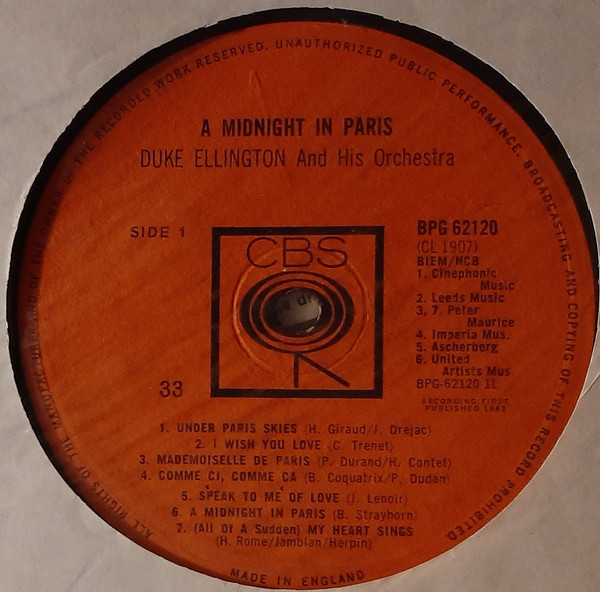 ALL RIGHTS OF THE MANUFACTURER AND OF THE OWNER OF THE RECORDED WORK RESERVED. UNAUTHORIZED PUBLIC PERFORMANCE, BROADCASTING AND COPYING OF THIS RECORD PROHIBITED.
A MIDNIGHT IN PARIS
DUKE ELLINGTON And His Orchestra
SIDE 1
CBS
33
BPG 62120
(CL 1907)
BIEM/NCB
1. Cinephonic
Music
2. Leeds Music
3, 7. Peter
Maurice
4. Imperia Mus.
5. Ascherberg
6. United
Artists Mus.
BPG-62120 1L
RECORDING FIRST
PUBLISHED 1963
1. UNDER PARIS SKIES (H. Giraud/J. Drejac)
2. I WISH YOU LOVE (C. Trenet)
3. MADEMOISELLE DE PARIS (P. Durand/H. Contet)
4. COMME CI, COMME CA (B. Coquatrix/P. Dudan)
5. SPEAK TO ME OF LOVE (J. Lenoir)
6. A MIDNIGHT IN PARIS (B. Strayhorn)
7. (All Of A Sudden) MY HEART SINGS
(H. Rome/Jamblan/Herpin)
MADE IN ENGLAND